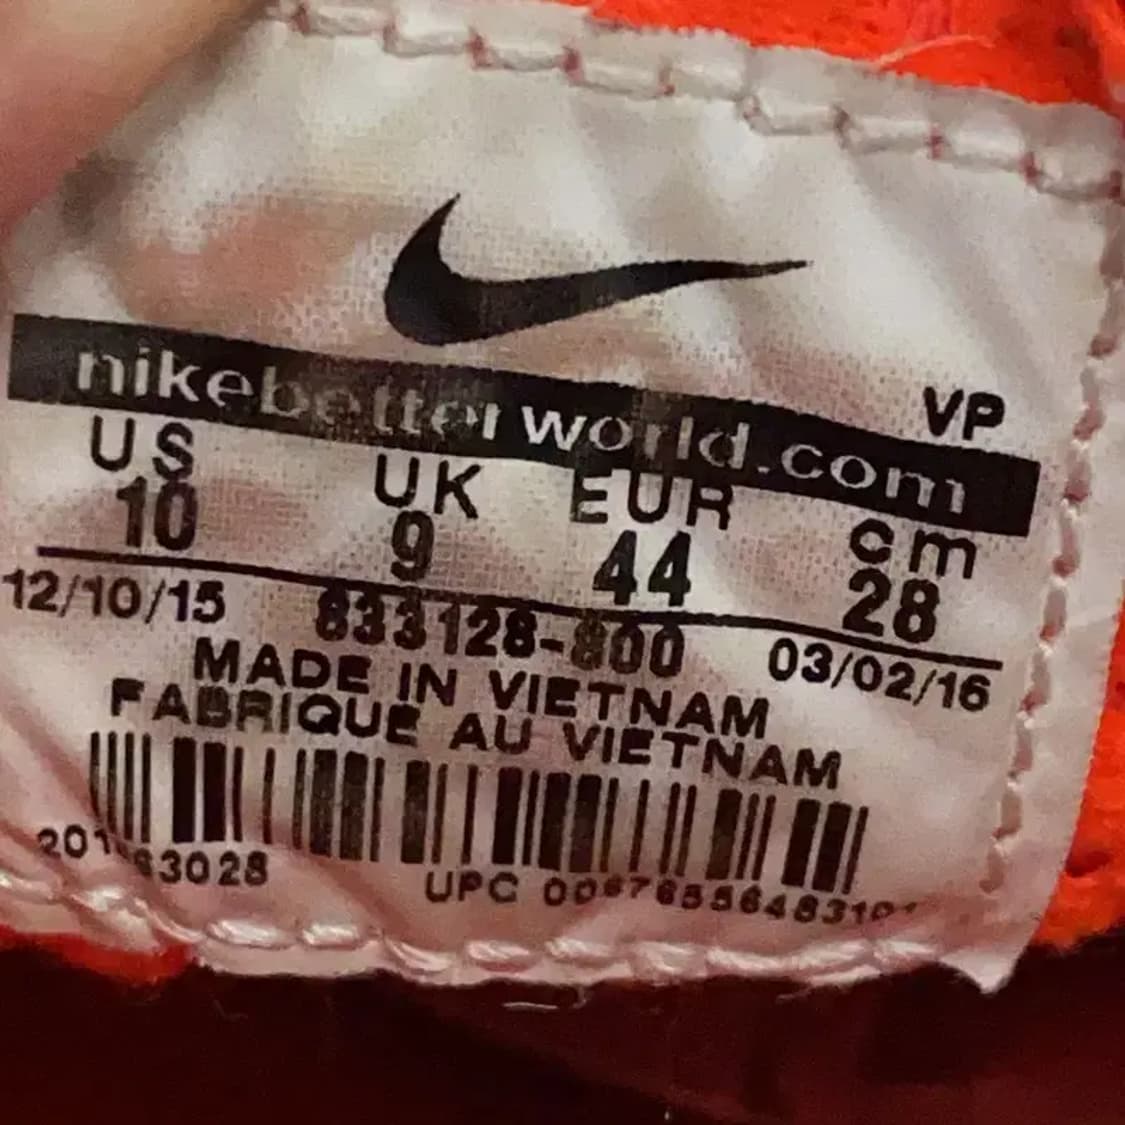 nikebetterworld.com
VP
US UK EUR cm
10 9 44 28
12/10/15 833128-800 03/02/16
MADE IN VIETNAM
FABRIQUE AU VIETNAM
UPC